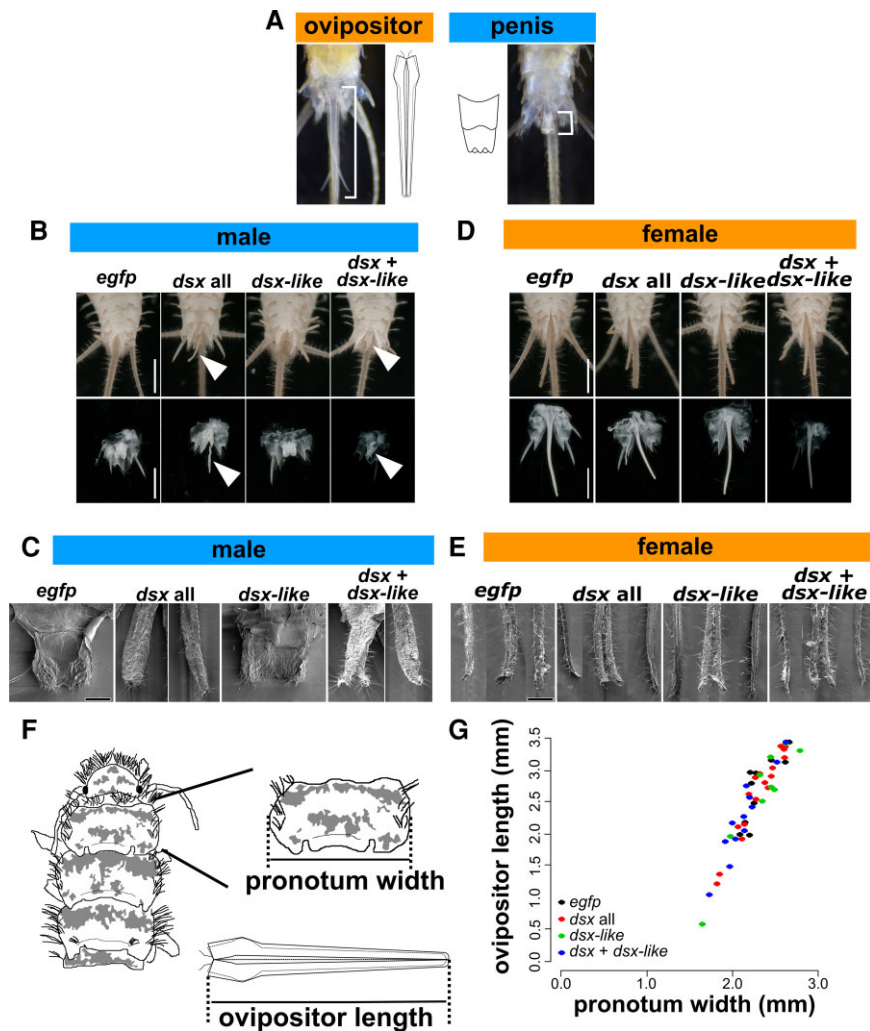 A
ovipositor
penis
B
male
egfp
dsx all
dsx-like
dsx +
dsx-like
D
female
egfp
dsx all
dsx-like
dsx +
dsx-like
C
male
egfp
dsx all
dsx-like
dsx +
dsx-like
E
female
egfp
dsx all
dsx-like
dsx +
dsx-like
F
pronotum width
ovipositor length
G
ovipositor length (mm)
0.0 0.5 1.0 1.5 2.0 2.5 3.0 3.5
egfp
dsx all
dsx-like
dsx + dsx-like
0.0 1.0 2.0 3.0
pronotum width (mm)